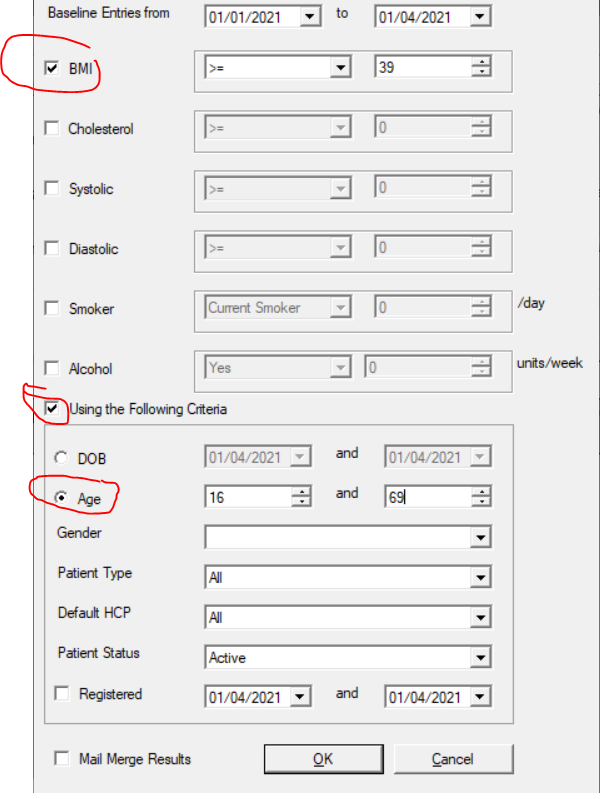 Baseline Entries from 01/01/2021 to 01/04/2021
BMI >= 39
Cholesterol >= 0
Systolic >= 0
Diastolic >= 0
Smoker Current Smoker 0 /day
Alcohol Yes 0 units/week
Using the Following Criteria
DOB 01/04/2021 and 01/04/2021
Age 16 and 69
Gender
Patient Type All
Default HCP All
Patient Status Active
Registered 01/04/2021 and 01/04/2021
Mail Merge Results OK Cancel